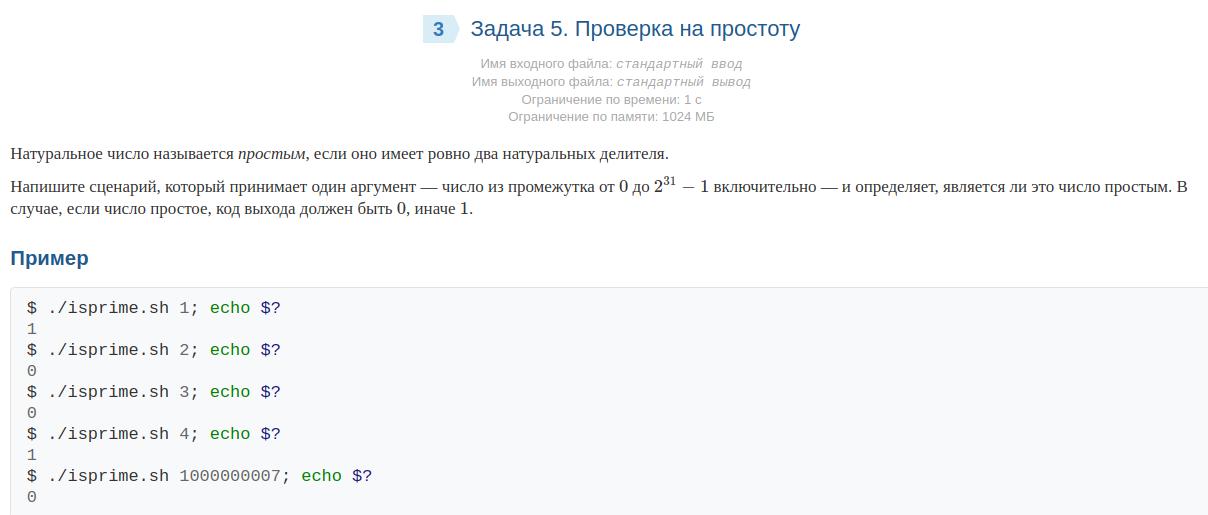 3 Задача 5. Проверка на простоту
Имя входного файла: стандартный ввод
Имя выходного файла: стандартный вывод
Ограничение по времени: 1 с
Ограничение по памяти: 1024 МБ
Натуральное число называется простым, если оно имеет ровно два натуральных делителя.
Напишите сценарий, который принимает один аргумент — число из промежутка от 0 до 2³¹ − 1 включительно — и определяет, является ли это число простым. В
случае, если число простое, код выхода должен быть 0, иначе 1.
Пример
$ ./isprime.sh 1; echo $?
1
$ ./isprime.sh 2; echo $?
0
$ ./isprime.sh 3; echo $?
0
$ ./isprime.sh 4; echo $?
1
$ ./isprime.sh 1000000007; echo $?
0